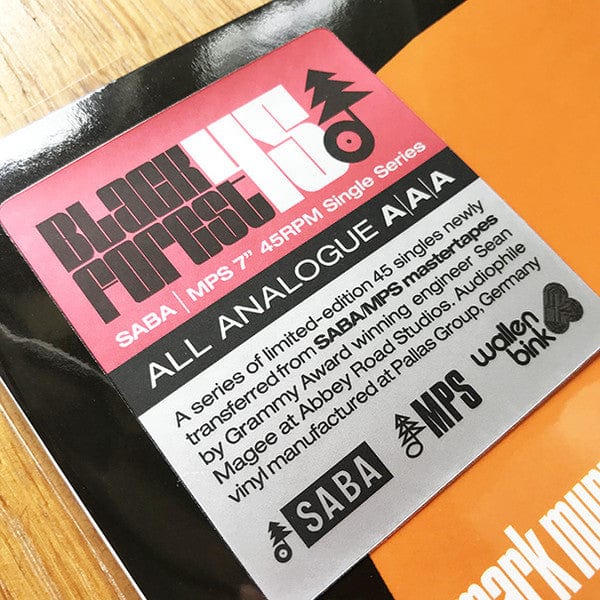 BLack 45
Forest
SABA | MPS 7" 45RPM Single Series
ALL ANALOGUE A|A|A
A series of limited-edition 45 singles newly
transferred from SABA/MPS mastertapes
by Grammy Award winning engineer Sean
Magee at Abbey Road Studios, Audiophile
vinyl manufactured at Pallas Group, Germany
SABA MPS wallen
bink
mark